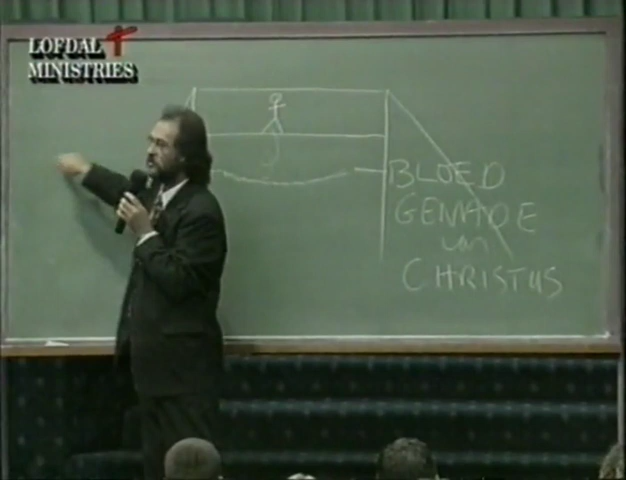 LOFDAL
MINISTRIES
BLOED
GENADE
van
CHRISTUS